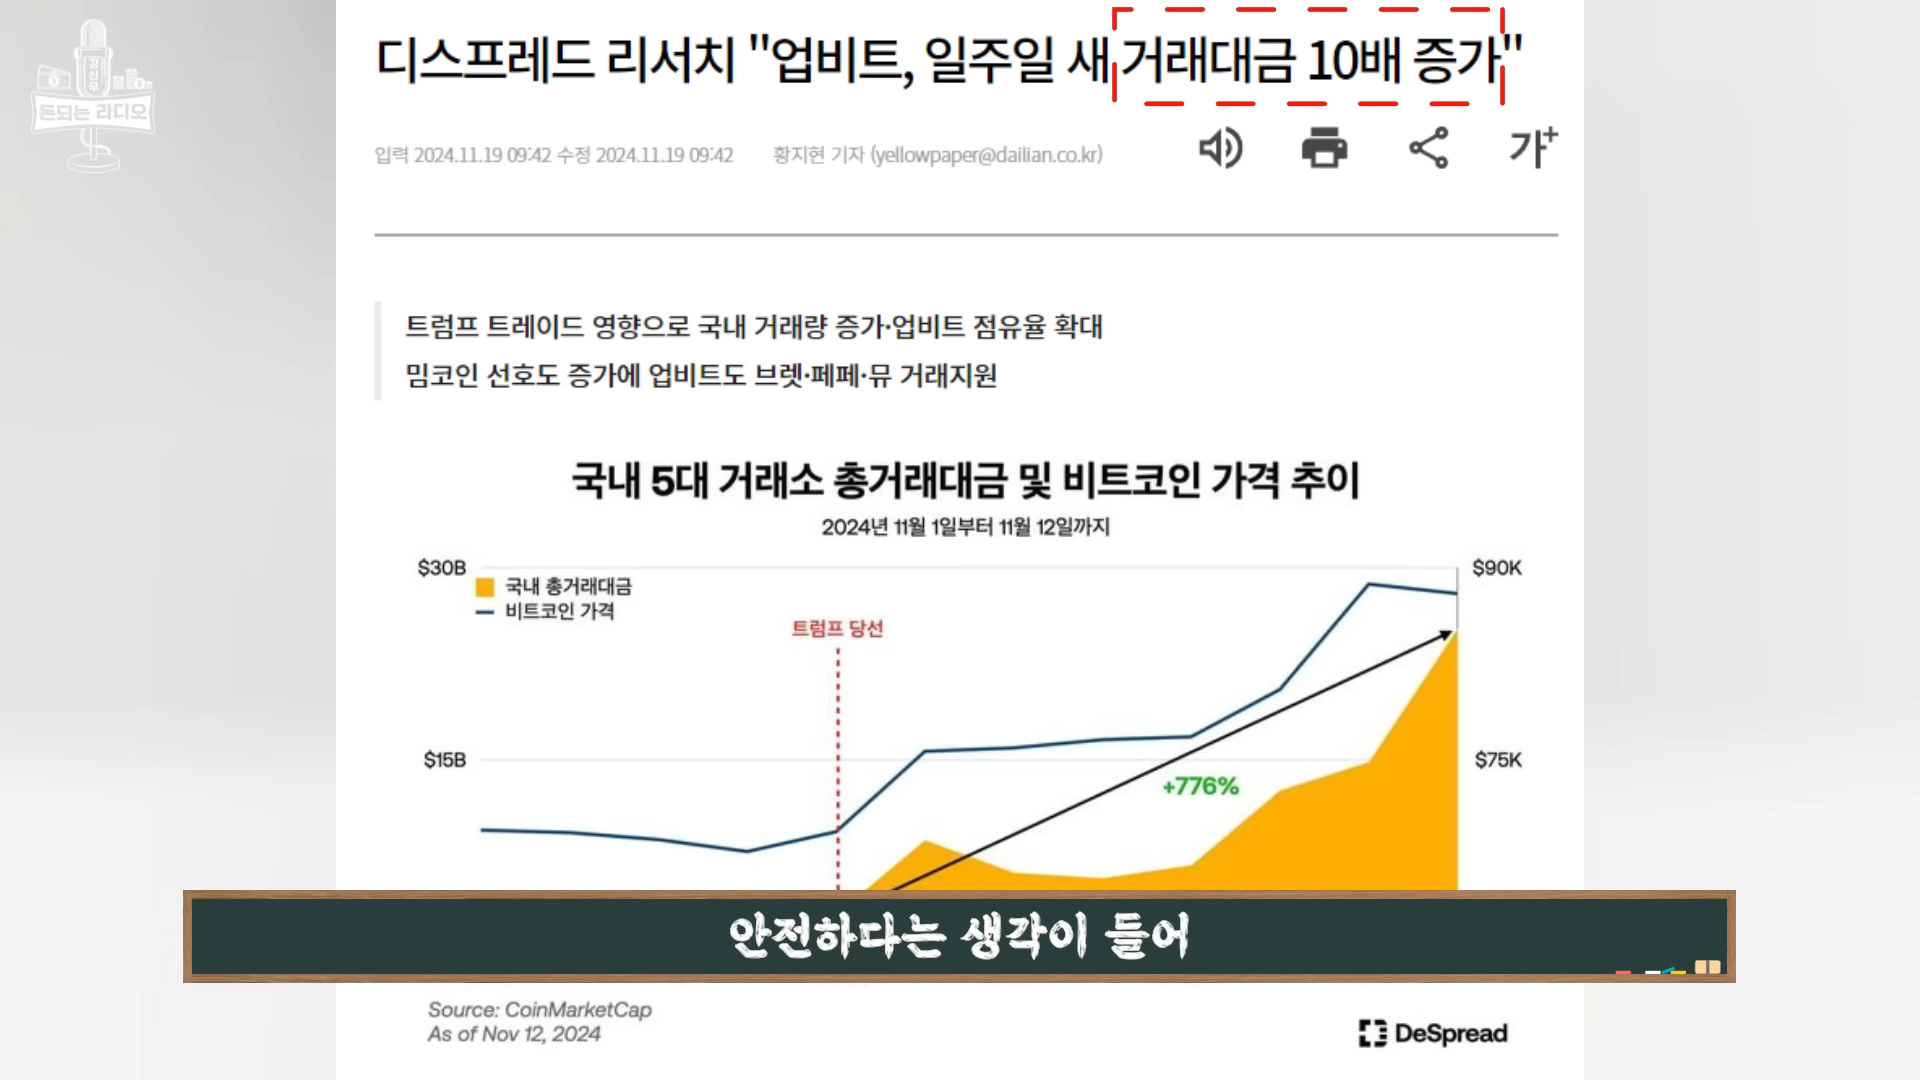 강신우
돈되는 라디오
디스프레드 리서치 "업비트, 일주일 새 거래대금 10배 증가"
입력 2024.11.19 09:42 수정 2024.11.19 09:42 황지현 기자 (yellowpaper@dailian.co.kr)
가+
트럼프 트레이드 영향으로 국내 거래량 증가·업비트 점유율 확대
밈코인 선호도 증가에 업비트도 브렛·페페·뮤 거래지원
국내 5대 거래소 총거래대금 및 비트코인 가격 추이
2024년 11월 1일부터 11월 12일까지
$30B
$90K
국내 총거래대금
비트코인 가격
트럼프 당선
$15B
$75K
+776%
안전하다는 생각이 들어
Source: CoinMarketCap
As of Nov 12, 2024
DeSpread